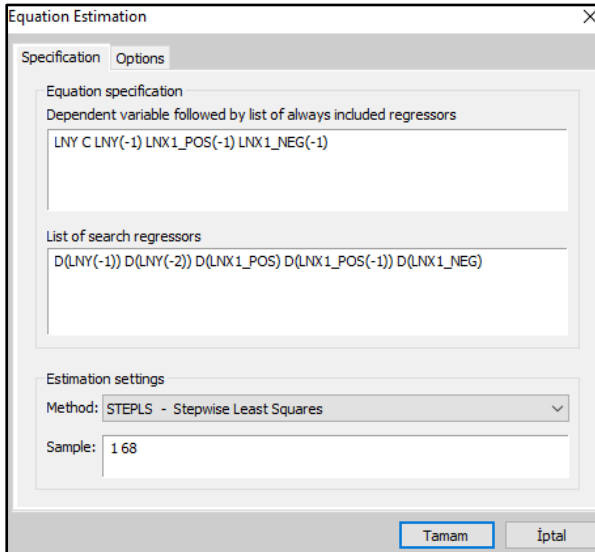 Equation Estimation
Specification Options
Equation specification
Dependent variable followed by list of always included regressors
LNY C LNY(-1) LNX1_POS(-1) LNX1_NEG(-1)
List of search regressors
D(LNY(-1)) D(LNY(-2)) D(LNX1_POS) D(LNX1_POS(-1)) D(LNX1_NEG)
Estimation settings
Method: STEPLS - Stepwise Least Squares
Sample: 1 68
Tamam İptal